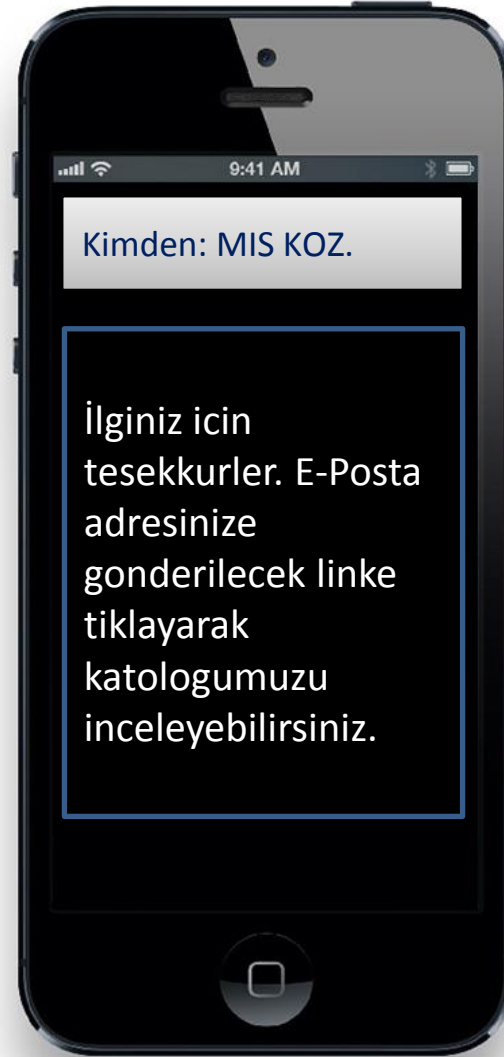 9:41 AM
Kimden: MIS KOZ.
İlginiz icin
tesekkurler. E-Posta
adresinize
gonderilecek linke
tiklayarak
katologumuzu
inceleyebilirsiniz.